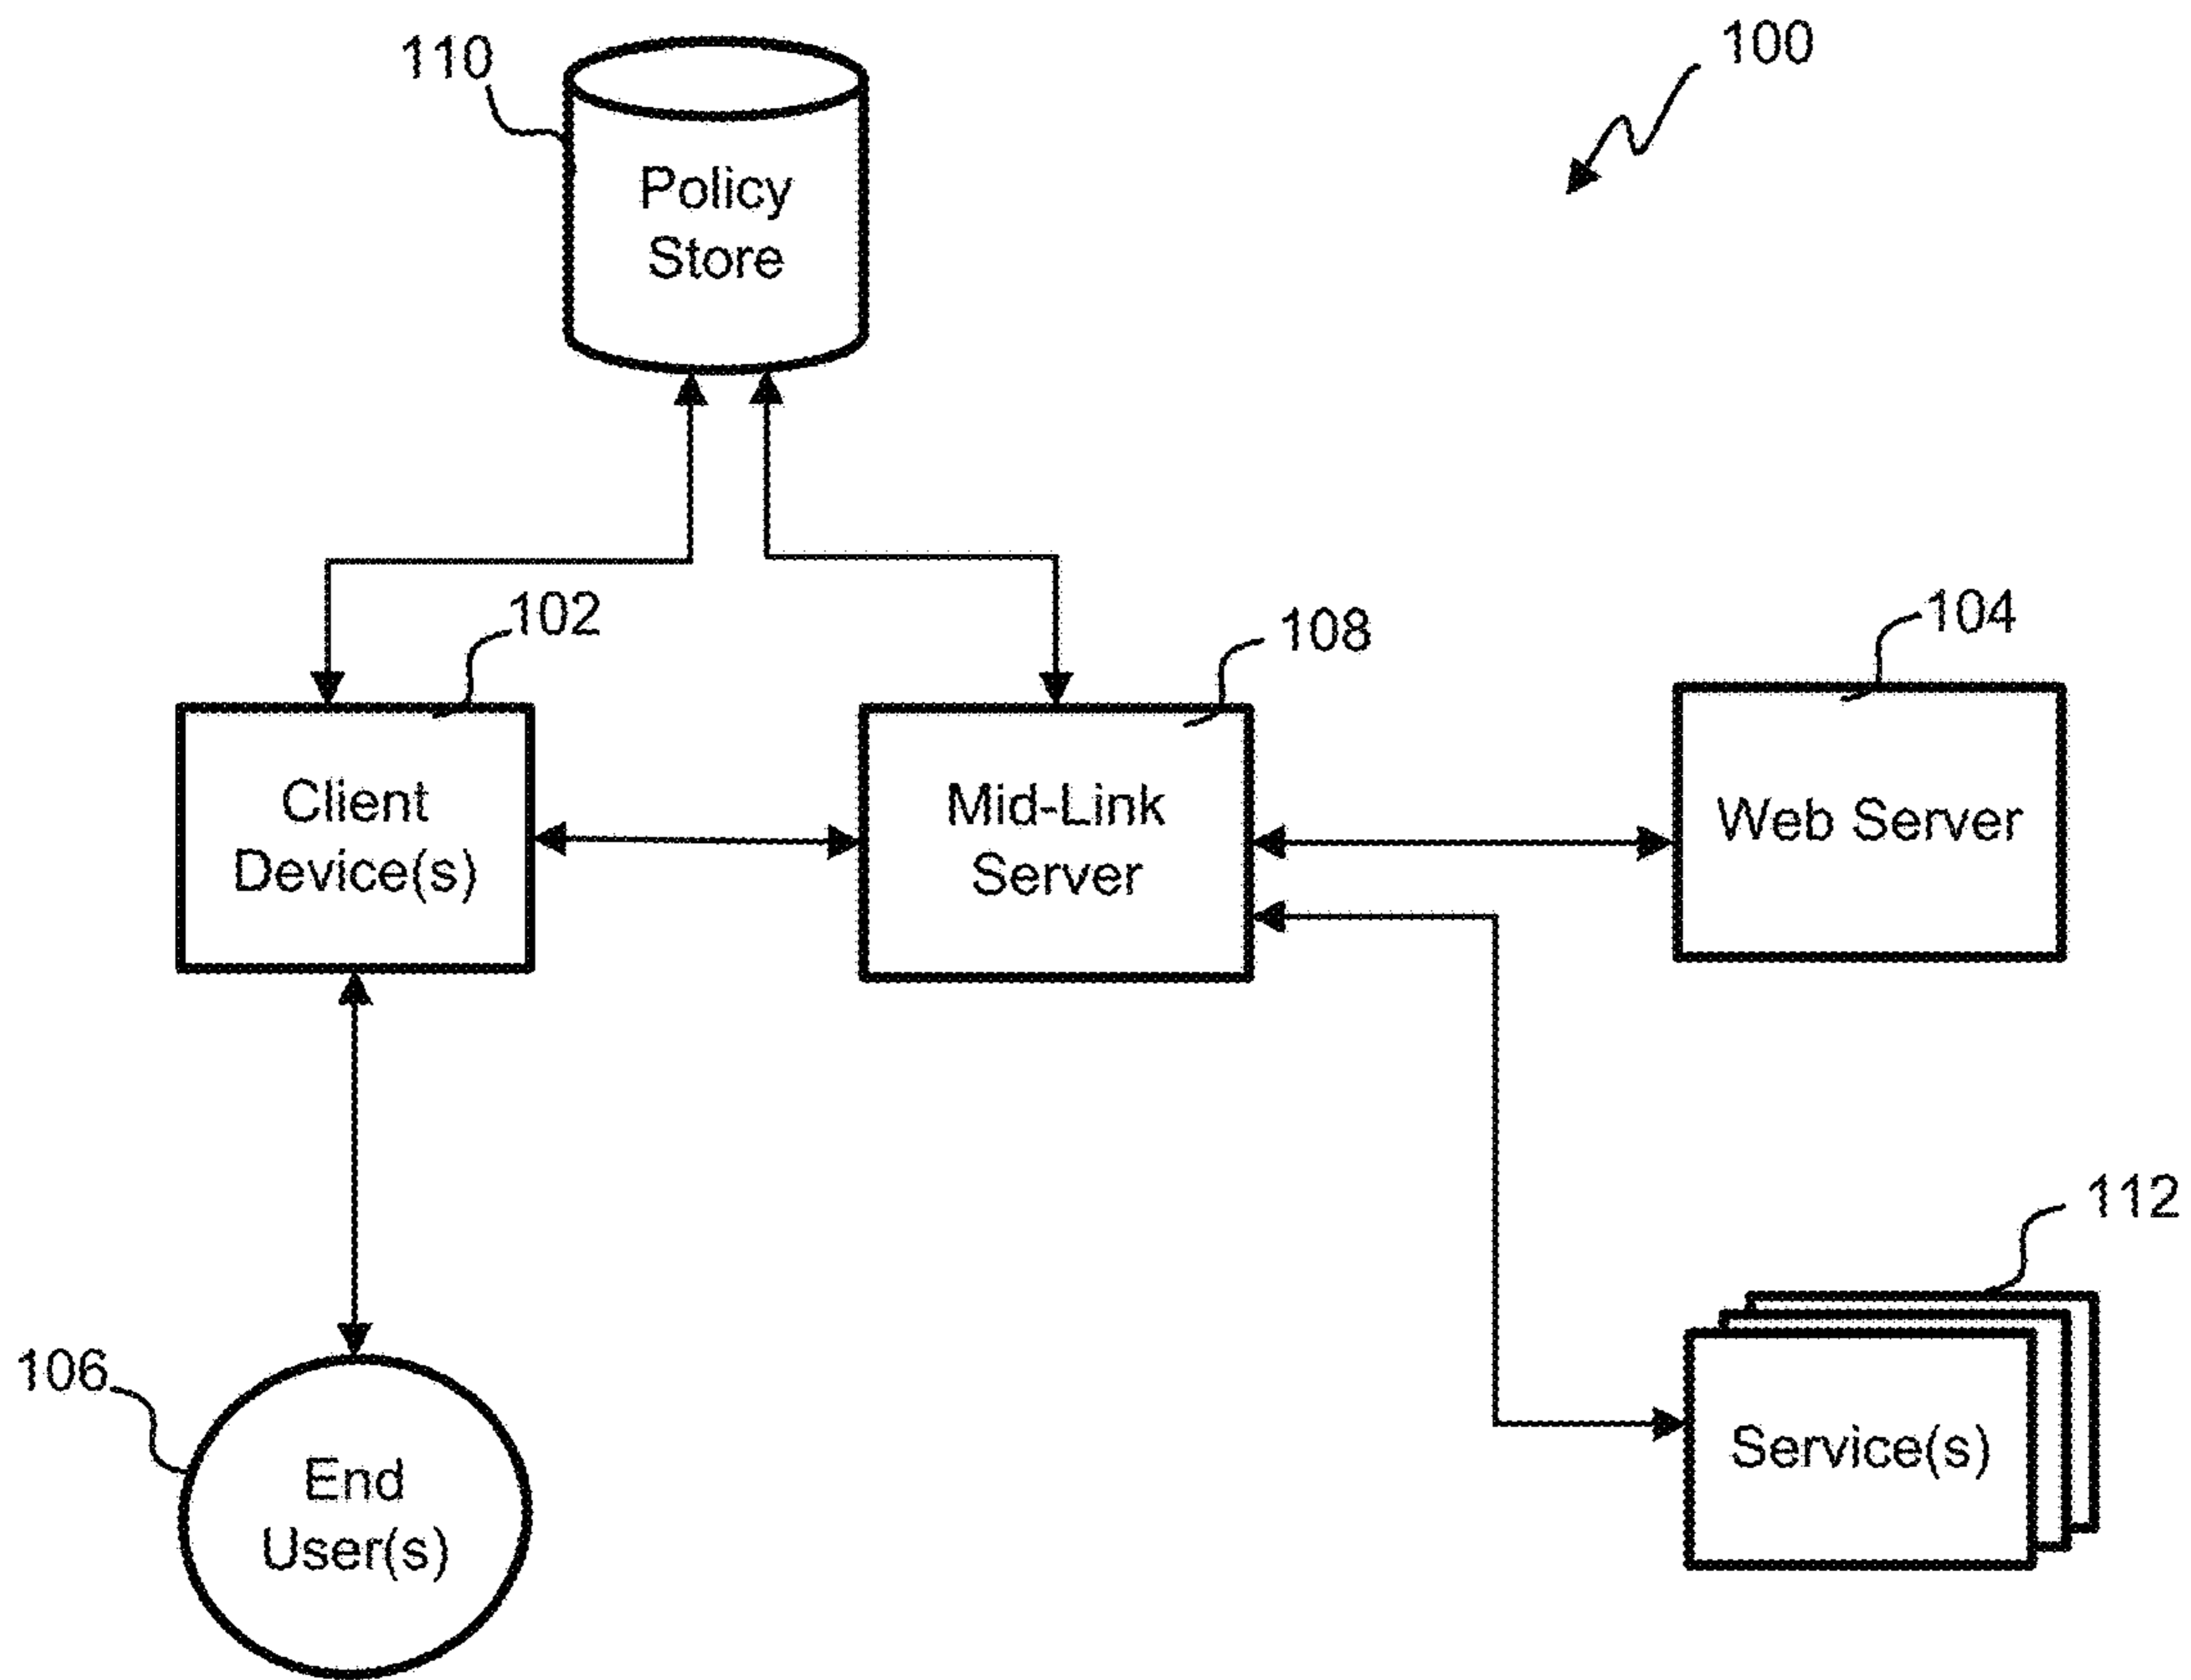 110
100
Policy
Store
102
108
104
Client
Device(s)
Mid-Link
Server
Web Server
112
106
End
User(s)
Service(s)